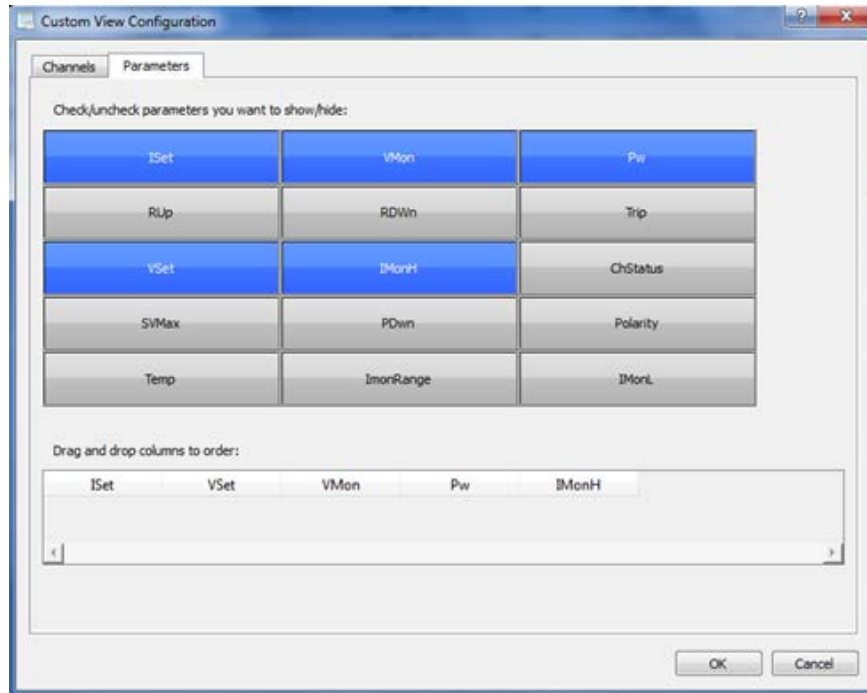 Custom View Configuration
Channels Parameters
Check/uncheck parameters you want to show/hide:
ISet VMon Pw
RUp RDWn Trip
VSet IMonH ChStatus
SVMax PDwn Polarity
Temp ImonRange IMonL
Drag and drop columns to order:
ISet VSet VMon Pw IMonH
OK Cancel